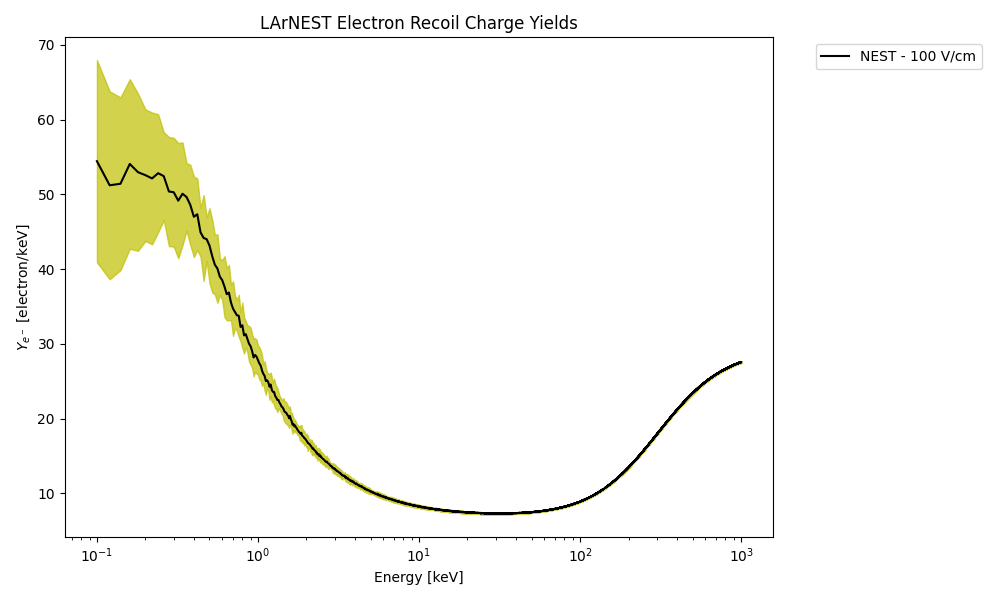 LArNEST Electron Recoil Charge Yields
NEST - 100 V/cm
70
60
50
40
30
20
10
$Y_{e^-}$ [electron/keV]
$10^{-1}$ $10^{0}$ $10^{1}$ $10^{2}$ $10^{3}$
Energy [keV]